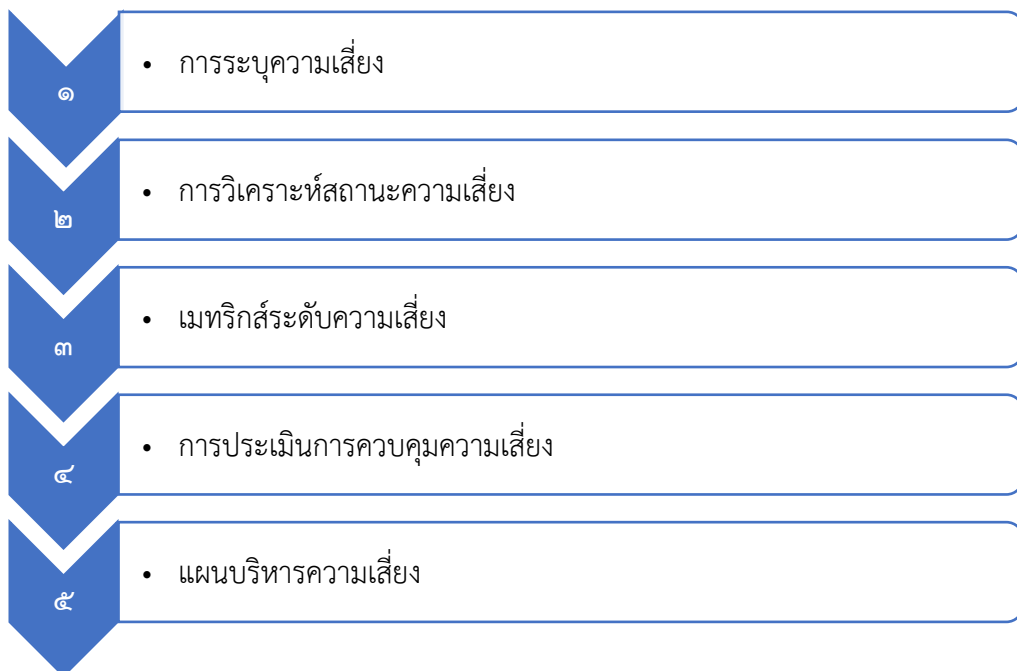 ๑
• การระบุความเสี่ยง
๒
• การวิเคราะห์สถานะความเสี่ยง
๓
• เมทริกส์ระดับความเสี่ยง
๔
• การประเมินการควบคุมความเสี่ยง
๕
• แผนบริหารความเสี่ยง